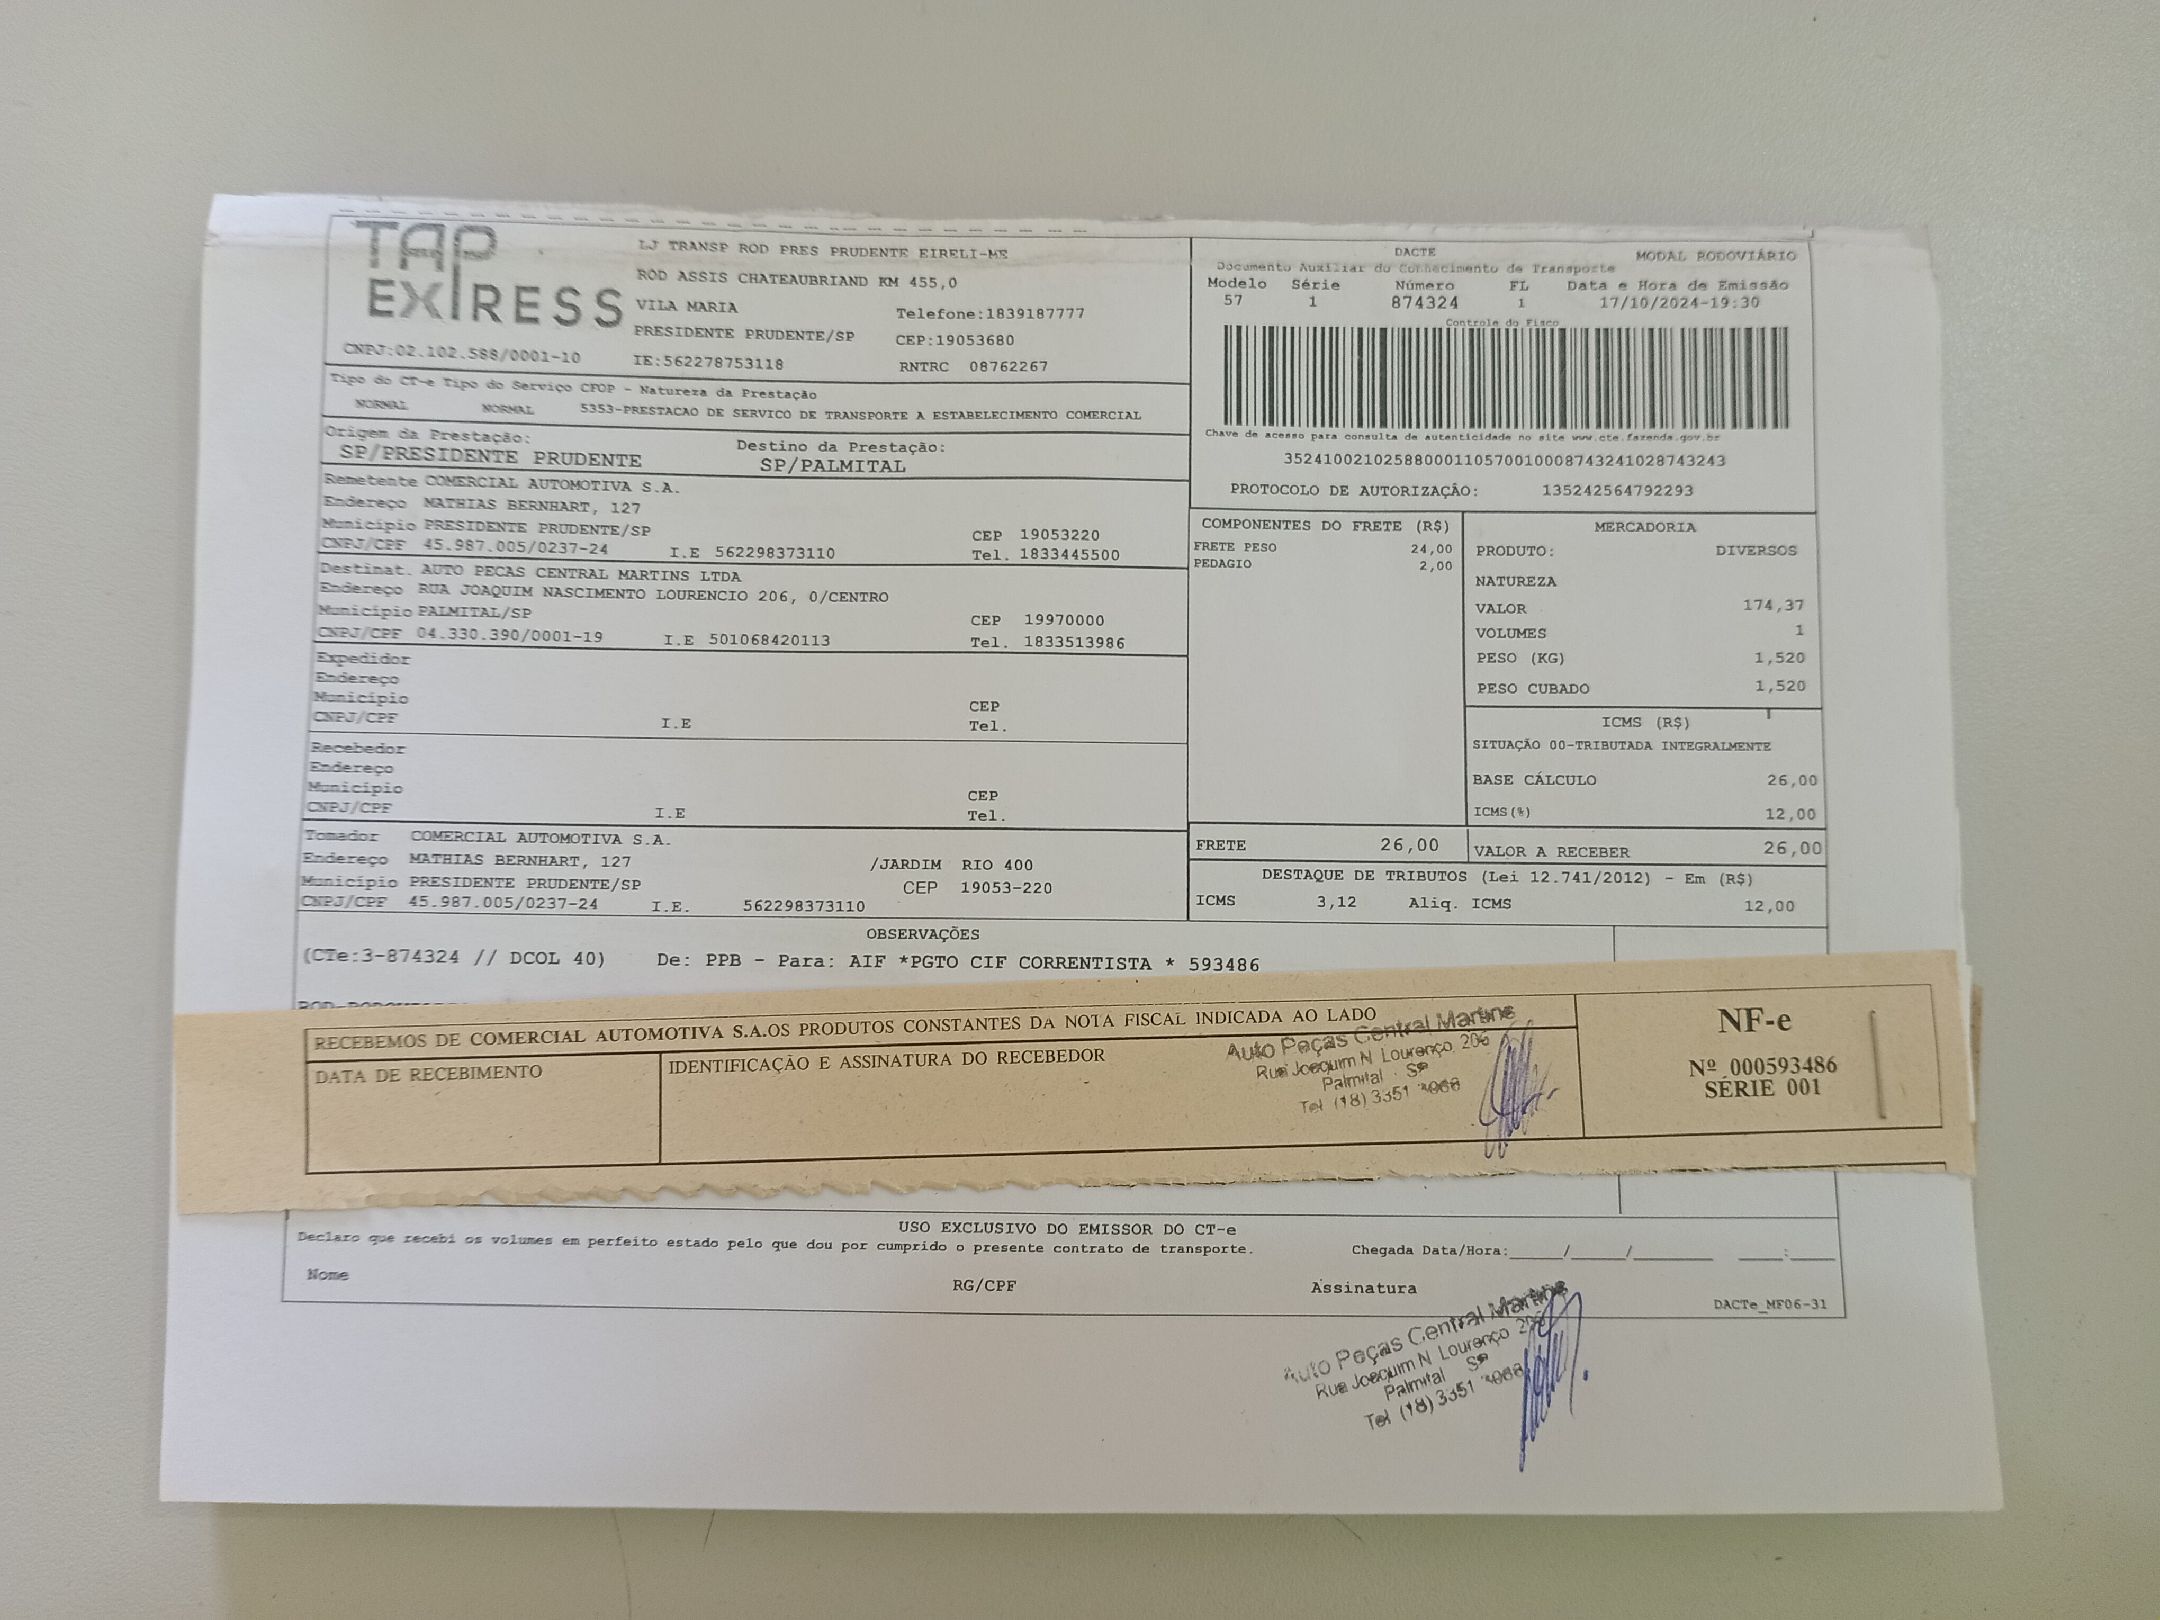 TAP
EXPRESS
LJ TRANSP ROD PRES PRUDENTE EIRELI-ME
ROD ASSIS CHATEAUBRIAND KM 455,0
VILA MARIA Telefone:1839187777
PRESIDENTE PRUDENTE/SP CEP:19053680
CNPJ:02.102.588/0001-10 IE:562278753118 RNTRC 08762267
Tipo do CT-e Tipo do Serviço CFOP - Natureza da Prestação
NORMAL NORMAL 5353-PRESTACAO DE SERVICO DE TRANSPORTE A ESTABELECIMENTO COMERCIAL
Origem da Prestação: Destino da Prestação:
SP/PRESIDENTE PRUDENTE SP/PALMITAL
Remetente COMERCIAL AUTOMOTIVA S.A.
Endereço MATHIAS BERNHART, 127
Município PRESIDENTE PRUDENTE/SP CEP 19053220
CNPJ/CPF 45.987.005/0237-24 I.E 562298373110 Tel. 1833445500
Destinat. AUTO PECAS CENTRAL MARTINS LTDA
Endereço RUA JOAQUIM NASCIMENTO LOURENCIO 206, 0/CENTRO
Município PALMITAL/SP CEP 19970000
CNPJ/CPF 04.330.390/0001-19 I.E 501068420113 Tel. 1833513986
Expedidor
Endereço
Município CEP
CNPJ/CPF I.E Tel.
Recebedor
Endereço
Município CEP
CNPJ/CPF I.E Tel.
Tomador COMERCIAL AUTOMOTIVA S.A.
Endereço MATHIAS BERNHART, 127 /JARDIM RIO 400
Município PRESIDENTE PRUDENTE/SP CEP 19053-220
CNPJ/CPF 45.987.005/0237-24 I.E. 562298373110
DACTE MODAL RODOVIÁRIO
Documento Auxiliar do Conhecimento de Transporte
Modelo Série Número FL Data e Hora de Emissão
57 1 874324 1 17/10/2024-19:30
Controle do Fisco
Chave de acesso para consulta de autenticidade no site www.cte.fazenda.gov.br
35241002102588000110570010008743241028743243
PROTOCOLO DE AUTORIZAÇÃO: 135242564792293
COMPONENTES DO FRETE (R$)
FRETE PESO 24,00
PEDAGIO 2,00
MERCADORIA
PRODUTO: DIVERSOS
NATUREZA
VALOR 174,37
VOLUMES 1
PESO (KG) 1,520
PESO CUBADO 1,520
ICMS (R$)
SITUAÇÃO 00-TRIBUTADA INTEGRALMENTE
BASE CÁLCULO 26,00
ICMS(%) 12,00
FRETE 26,00 VALOR A RECEBER 26,00
DESTAQUE DE TRIBUTOS (Lei 12.741/2012) - Em (R$)
ICMS 3,12 Aliq. ICMS 12,00
OBSERVAÇÕES
(CTe:3-874324 // DCOL 40) De: PPB - Para: AIF *PGTO CIF CORRENTISTA * 593486
RECEBEMOS DE COMERCIAL AUTOMOTIVA S.A.OS PRODUTOS CONSTANTES DA NOTA FISCAL INDICADA AO LADO
DATA DE RECEBIMENTO
IDENTIFICAÇÃO E ASSINATURA DO RECEBEDOR
Auto Peças Central Martins
Rua Joaquim N Lourenço 206
Palmital SP
Tel (18) 3351
NF-e
Nº 000593486
SÉRIE 001
USO EXCLUSIVO DO EMISSOR DO CT-e
Declaro que recebi os volumes em perfeito estado pelo que dou por cumprido o presente contrato de transporte. Chegada Data/Hora:_____/_____/_______ ____:____
Nome RG/CPF Assinatura
DACTe_MF06-31
Auto Peças Central Martins
Rua Joaquim N Lourenço
Palmital SP
Tel (18) 3351